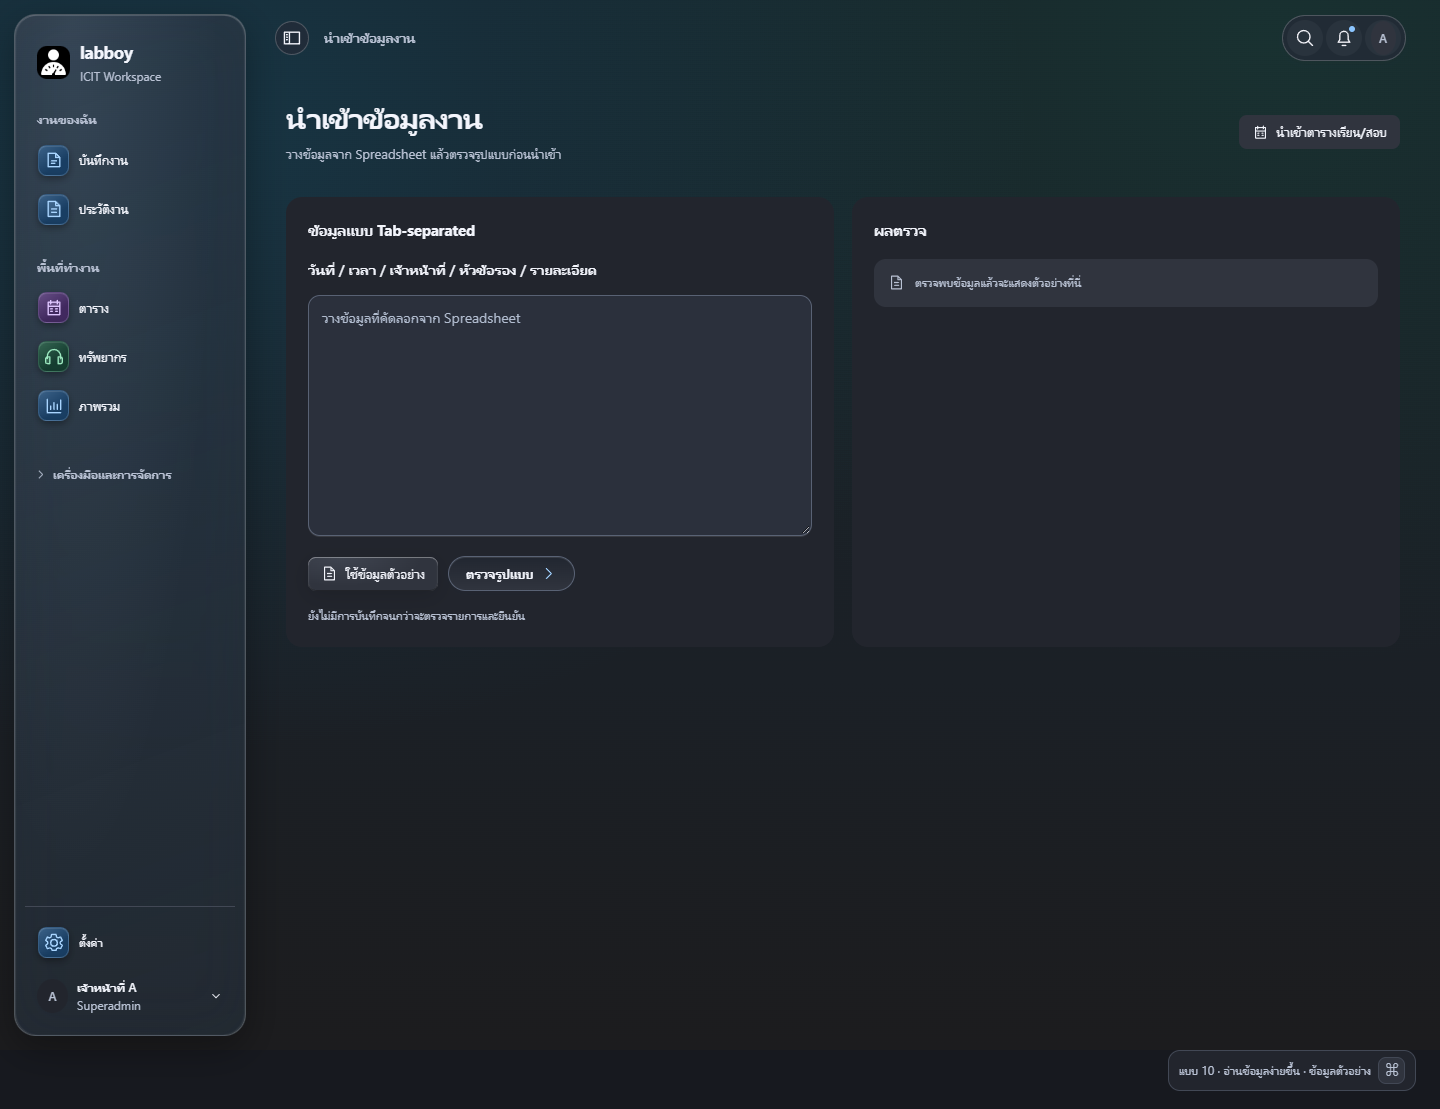 labboy
ICIT Workspace
งานของฉัน
บันทึกงาน
ประวัติงาน
พื้นที่ทำงาน
ตาราง
ทรัพยากร
ภาพรวม
เครื่องมือและการจัดการ
ตั้งค่า
A
เจ้าหน้าที่ A
Superadmin
นำเข้าข้อมูลงาน
A
นำเข้าข้อมูลงาน
วางข้อมูลจาก Spreadsheet แล้วตรวจรูปแบบก่อนนำเข้า
นำเข้าตารางเรียน/สอบ
ข้อมูลแบบ Tab-separated
วันที่ / เวลา / เจ้าหน้าที่ / หัวข้อรอง / รายละเอียด
วางข้อมูลที่คัดลอกจาก Spreadsheet
ใช้ข้อมูลตัวอย่าง
ตรวจรูปแบบ
ยังไม่มีการบันทึกจนกว่าจะตรวจรายการและยืนยัน
ผลตรวจ
ตรวจพบข้อมูลแล้วจะแสดงตัวอย่างที่นี่
แบบ 10 · อ่านข้อมูลง่ายขึ้น · ข้อมูลตัวอย่าง ⌘